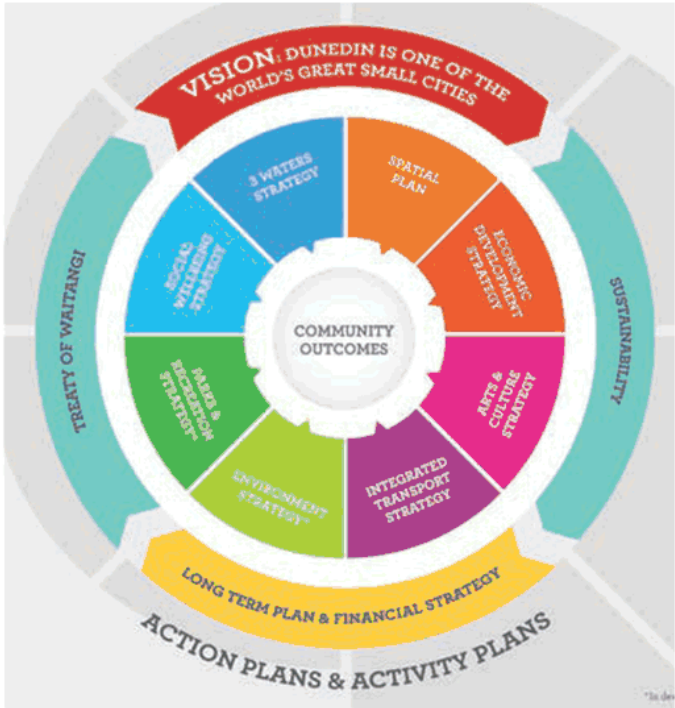 VISION: DUNEDIN IS ONE OF THE
WORLD'S GREAT SMALL CITIES
3 WATERS
STRATEGY
SPATIAL
PLAN
SOCIAL
WELLBEING
STRATEGY
ECONOMIC
DEVELOPMENT
STRATEGY
TREATY OF WAITANGI
COMMUNITY
OUTCOMES
SUSTAINABILITY
PARKS &
RECREATION
STRATEGY*
ARTS &
CULTURE
STRATEGY
ENVIRONMENT
STRATEGY*
INTEGRATED
TRANSPORT
STRATEGY
LONG TERM PLAN & FINANCIAL STRATEGY
ACTION PLANS & ACTIVITY PLANS
*In